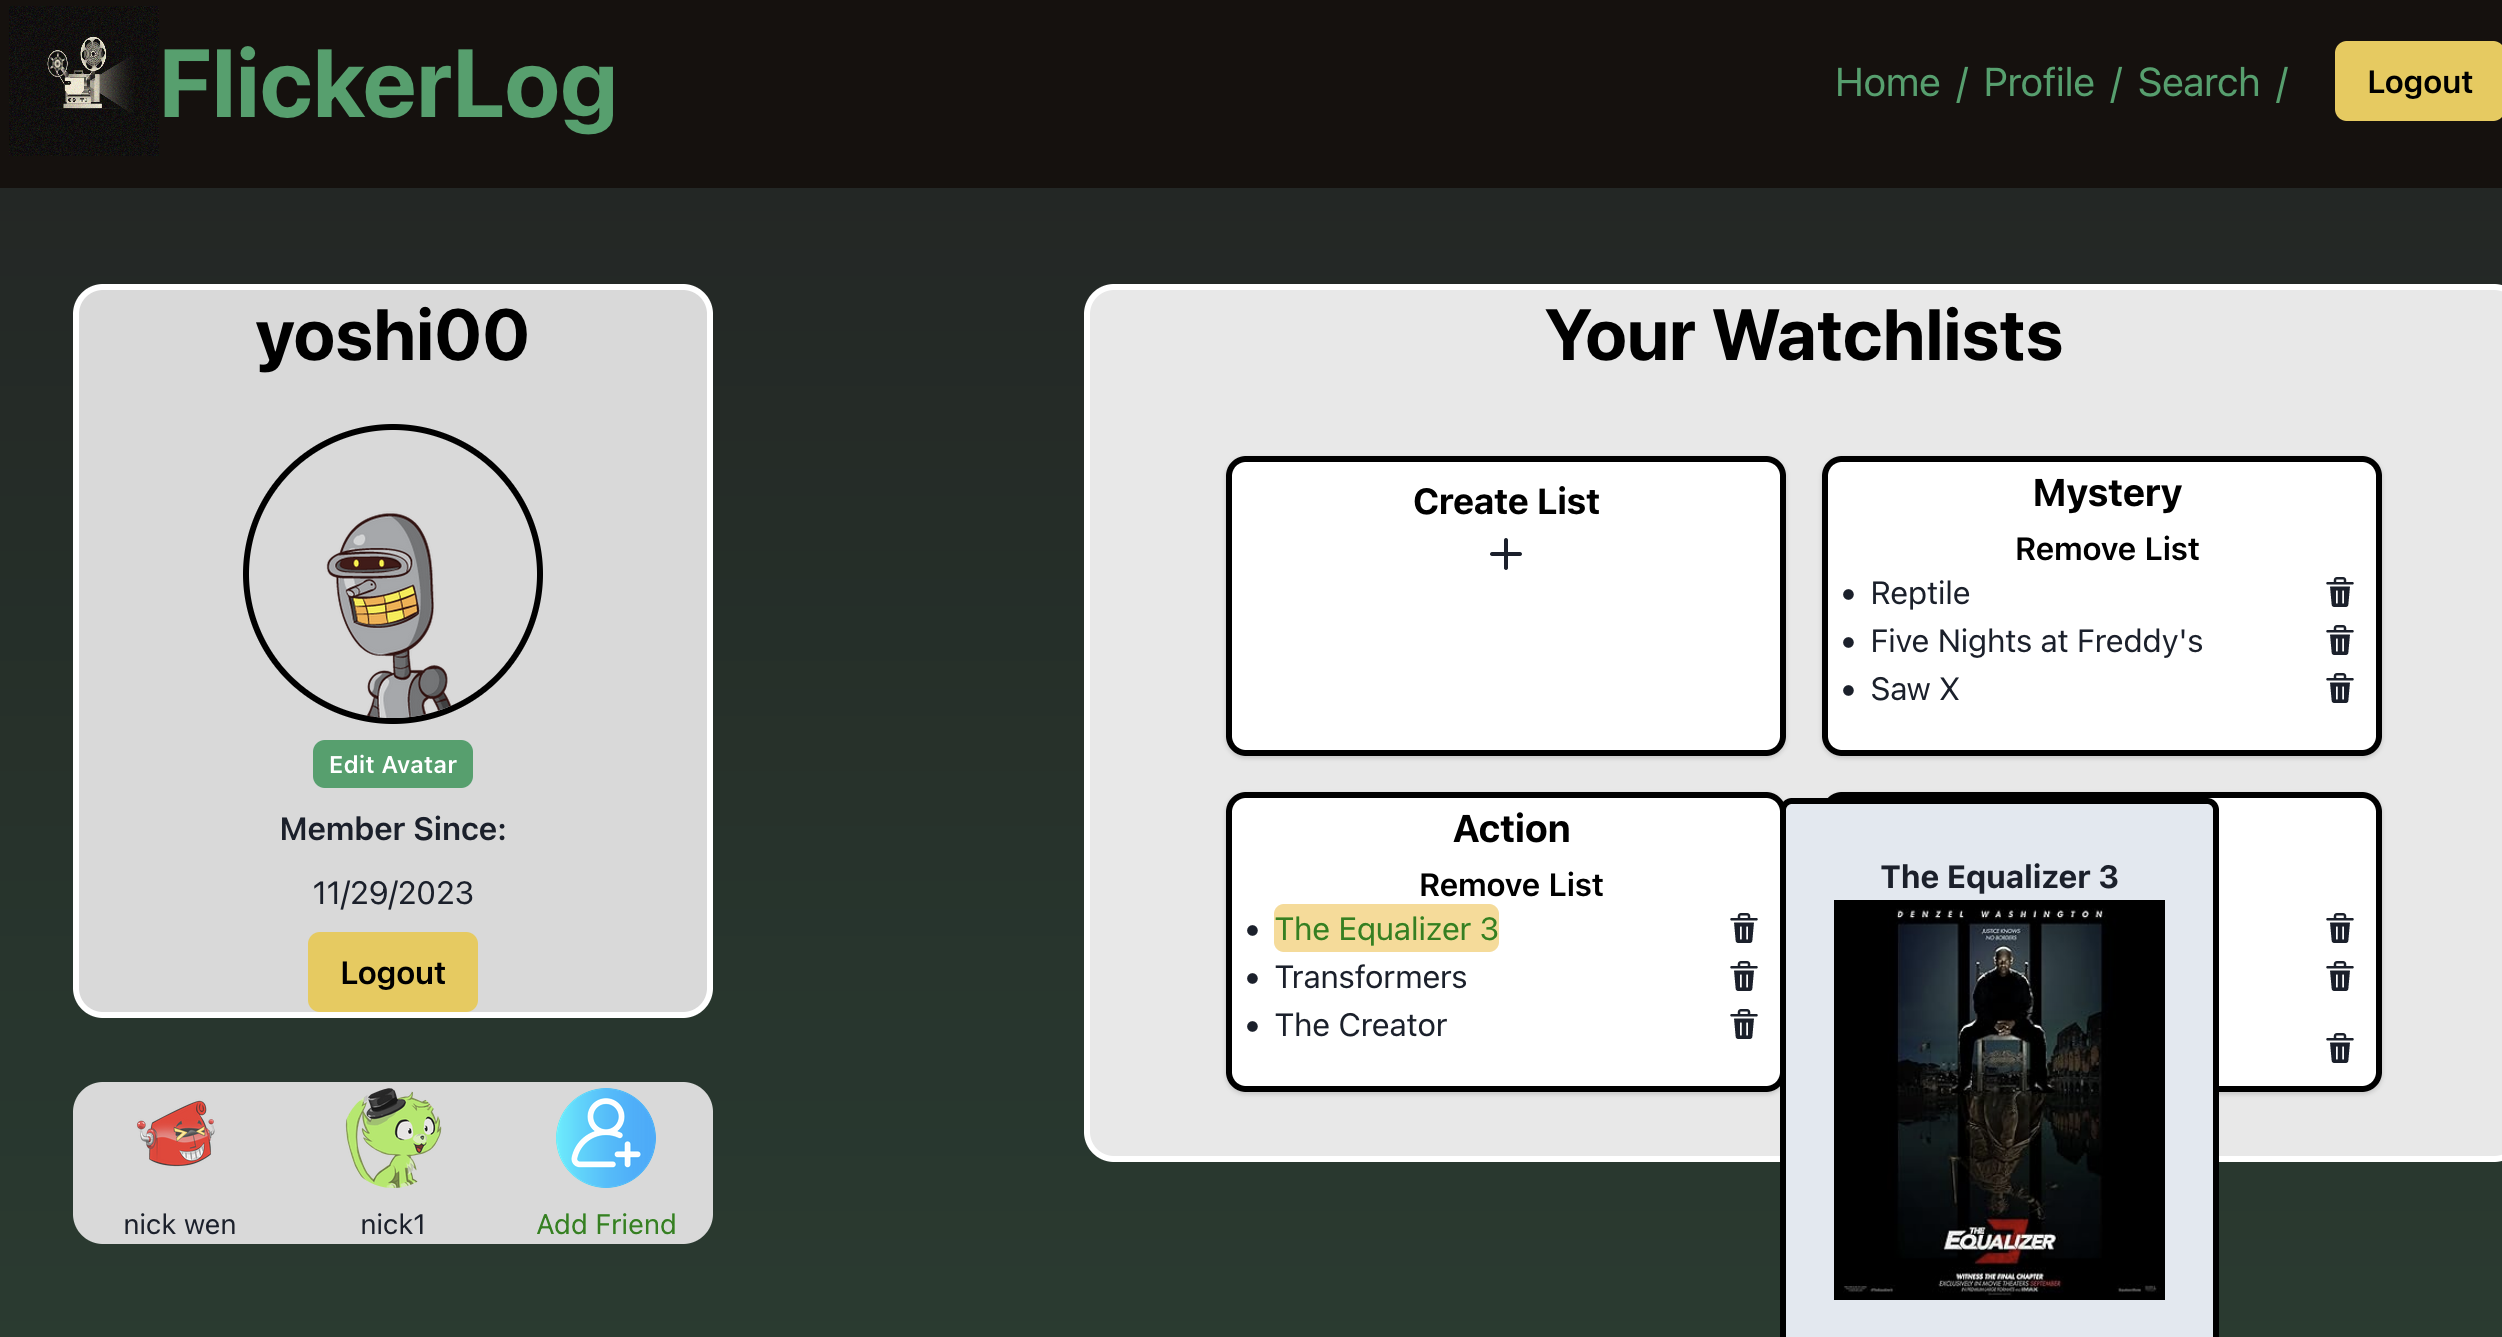 FlickerLog
Home / Profile / Search /
Logout
yoshi00
Edit Avatar
Member Since:
11/29/2023
Logout
nick wen
nick1
Add Friend
Your Watchlists
Create List
Mystery
Remove List
Reptile
Five Nights at Freddy's
Saw X
Action
Remove List
The Equalizer 3
Transformers
The Creator
The Equalizer 3
DENZEL WASHINGTON
JUSTICE KNOWS
NO BORDERS
THE
EQUALIZER
3
WITNESS THE FINAL CHAPTER
EXCLUSIVELY IN MOVIE THEATERS SEPTEMBER